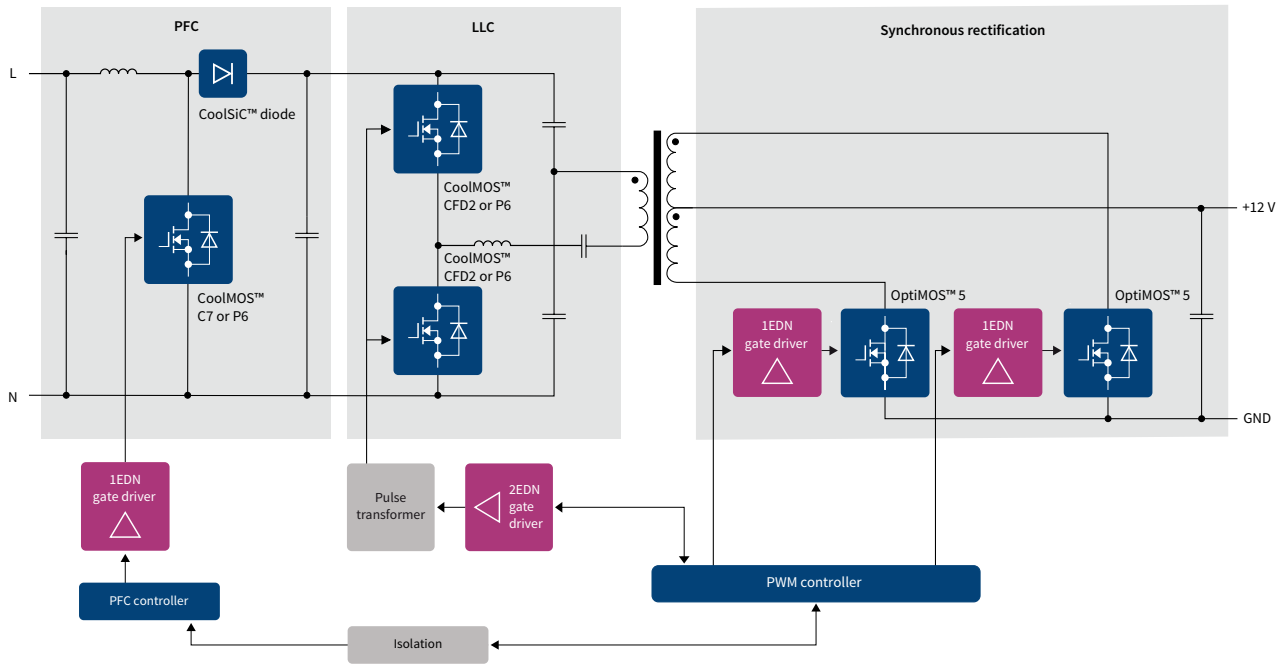 PFC
LLC
Synchronous rectification
L
CoolSiC™ diode
CoolMOS™
CFD2 or P6
+12 V
CoolMOS™
CFD2 or P6
CoolMOS™
C7 or P6
OptiMOS™ 5
OptiMOS™ 5
1EDN
gate driver
1EDN
gate driver
N
GND
1EDN
gate driver
Pulse
transformer
2EDN
gate
driver
PWM controller
PFC controller
Isolation